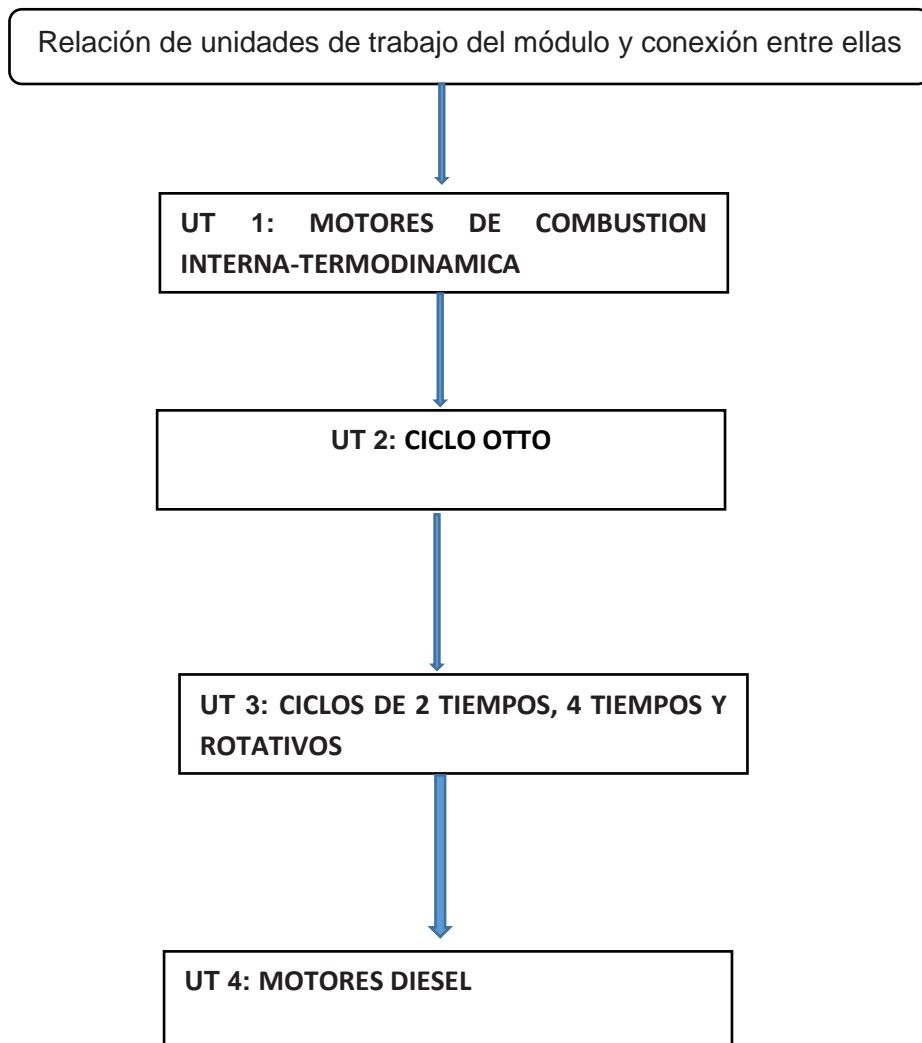 Relación de unidades de trabajo del módulo y conexión entre ellas
UT 1: MOTORES DE COMBUSTION
INTERNA-TERMODINAMICA
UT 2: CICLO OTTO
UT 3: CICLOS DE 2 TIEMPOS, 4 TIEMPOS Y
ROTATIVOS
UT 4: MOTORES DIESEL